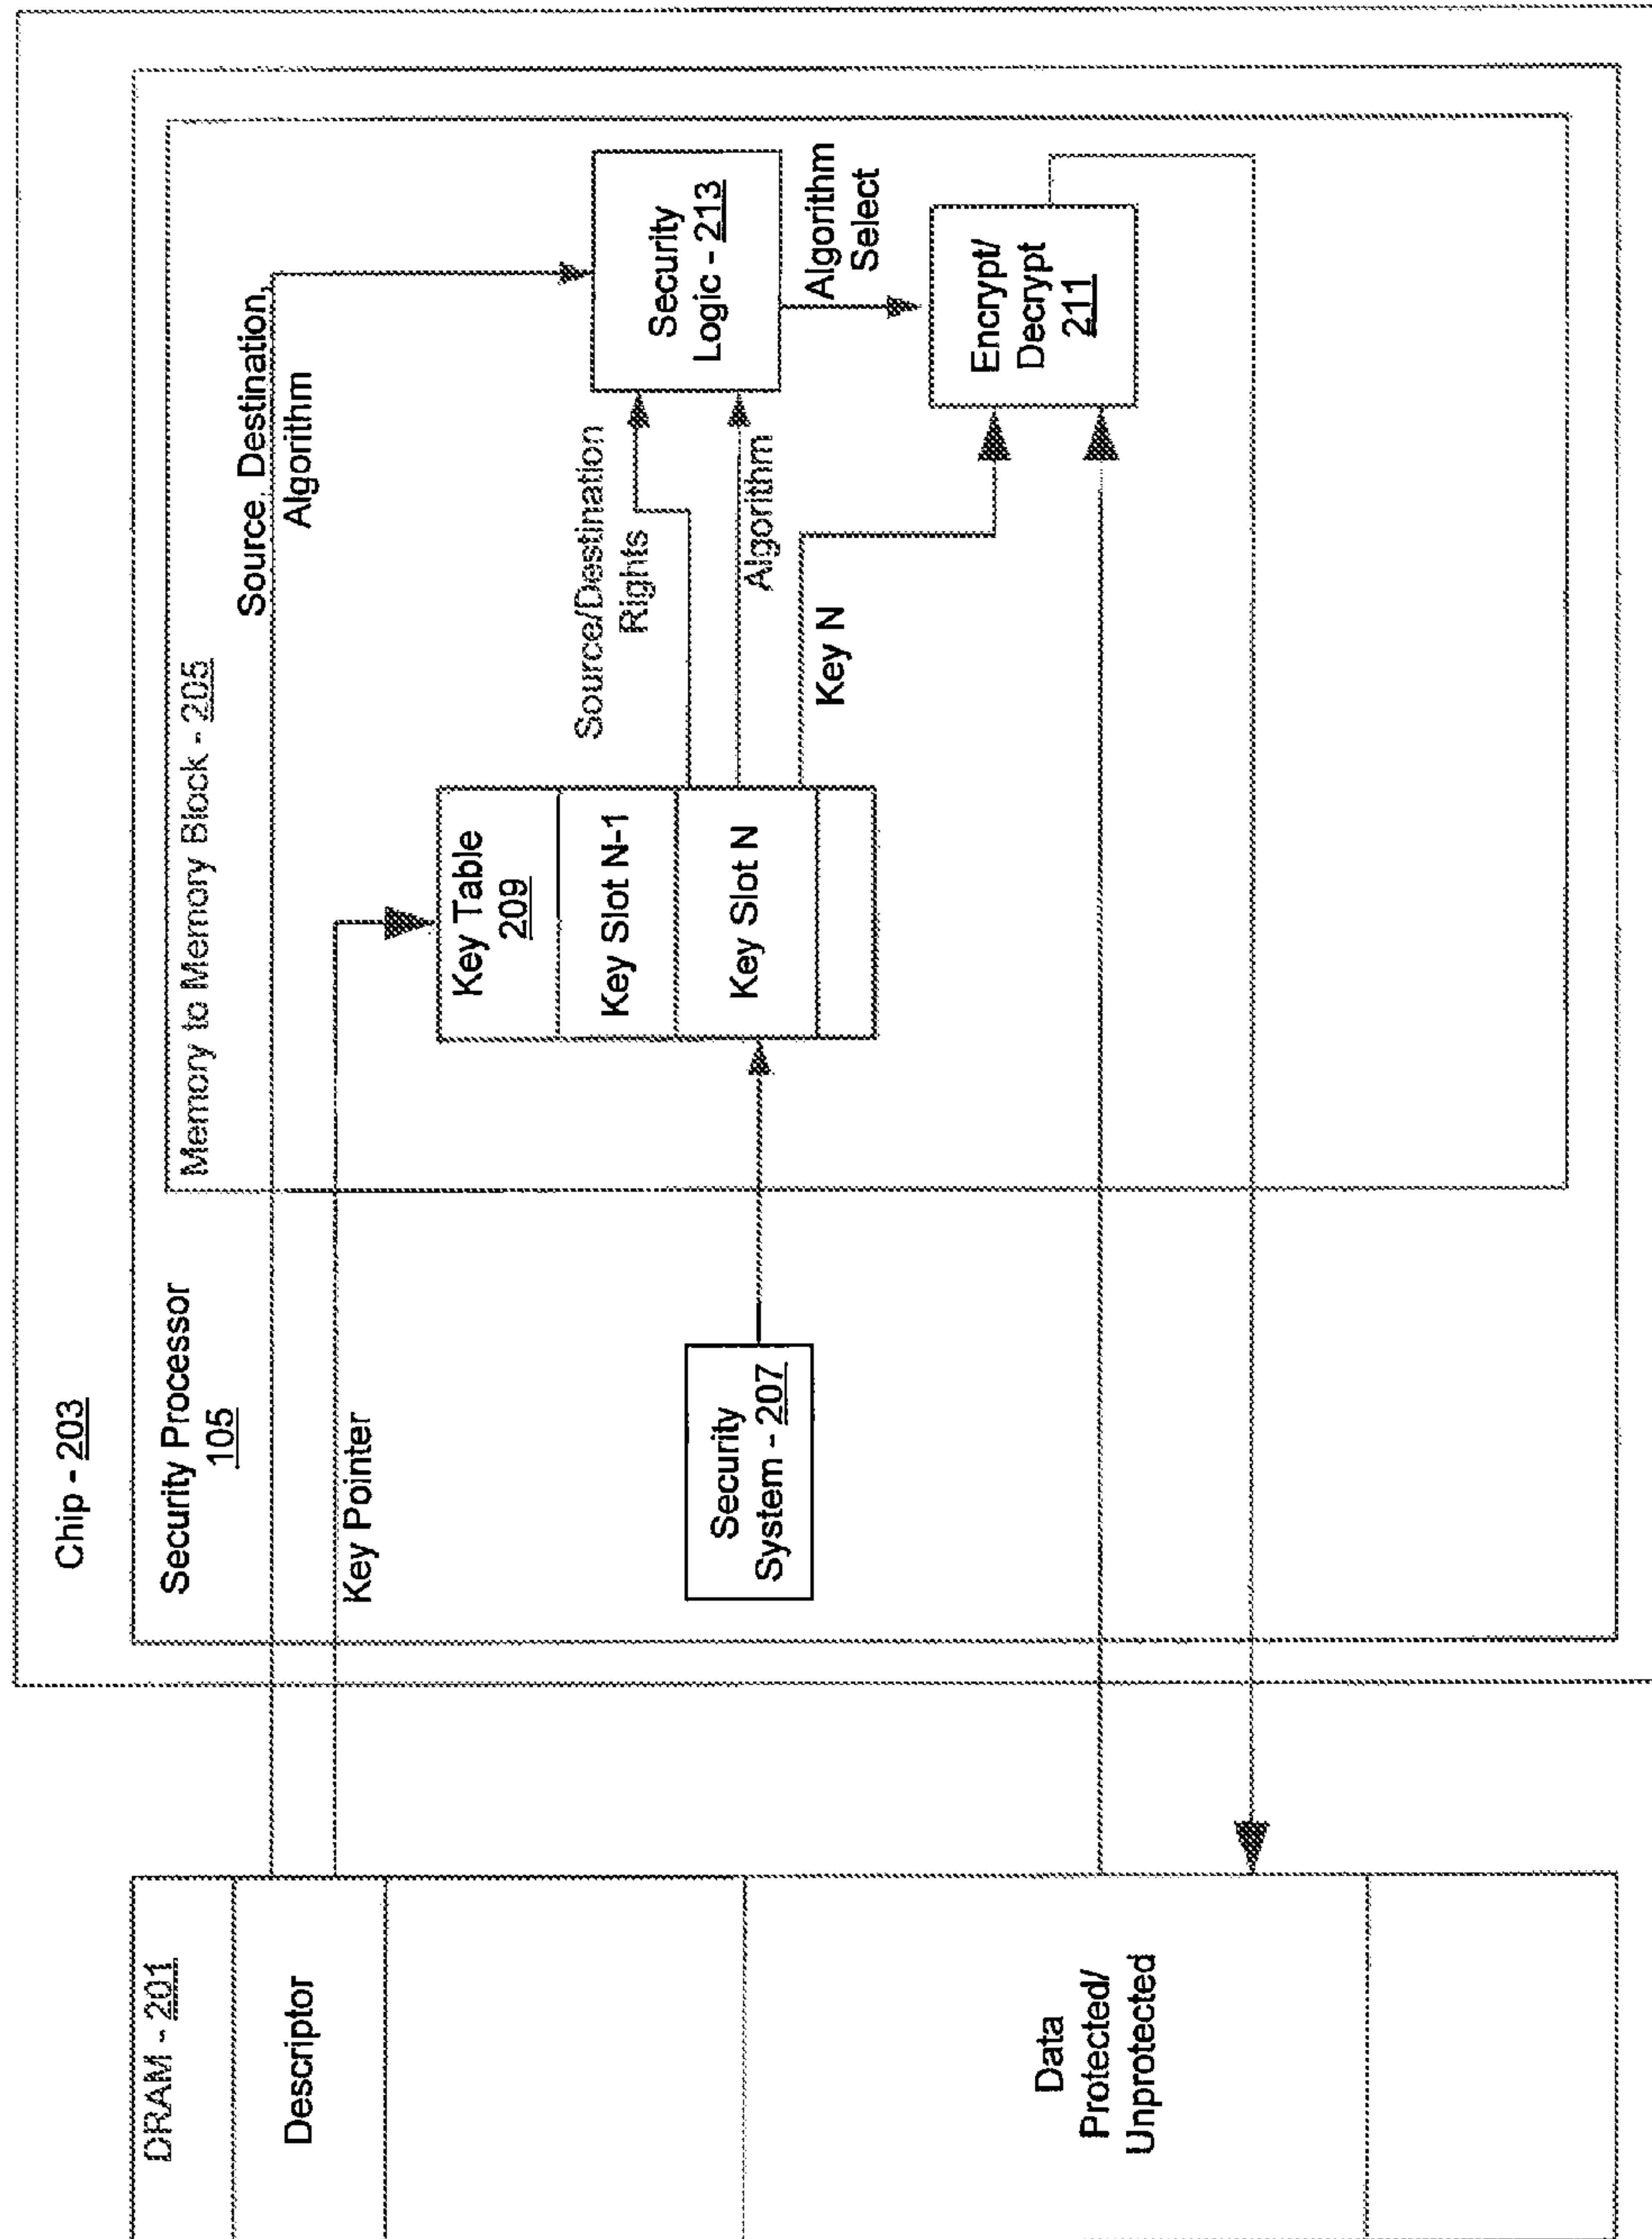 DRAM - 201
Descriptor
Data
Protected/
Unprotected
Chip - 203
Security Processor
105
Key Pointer
Security
System - 207
Memory to Memory Block - 205
Source, Destination,
Algorithm
Key Table
209
Key Slot N-1
Key Slot N
Source/Destination
Rights
Algorithm
Key N
Security
Logic - 213
Algorithm
Select
Encrypt/
Decrypt
211